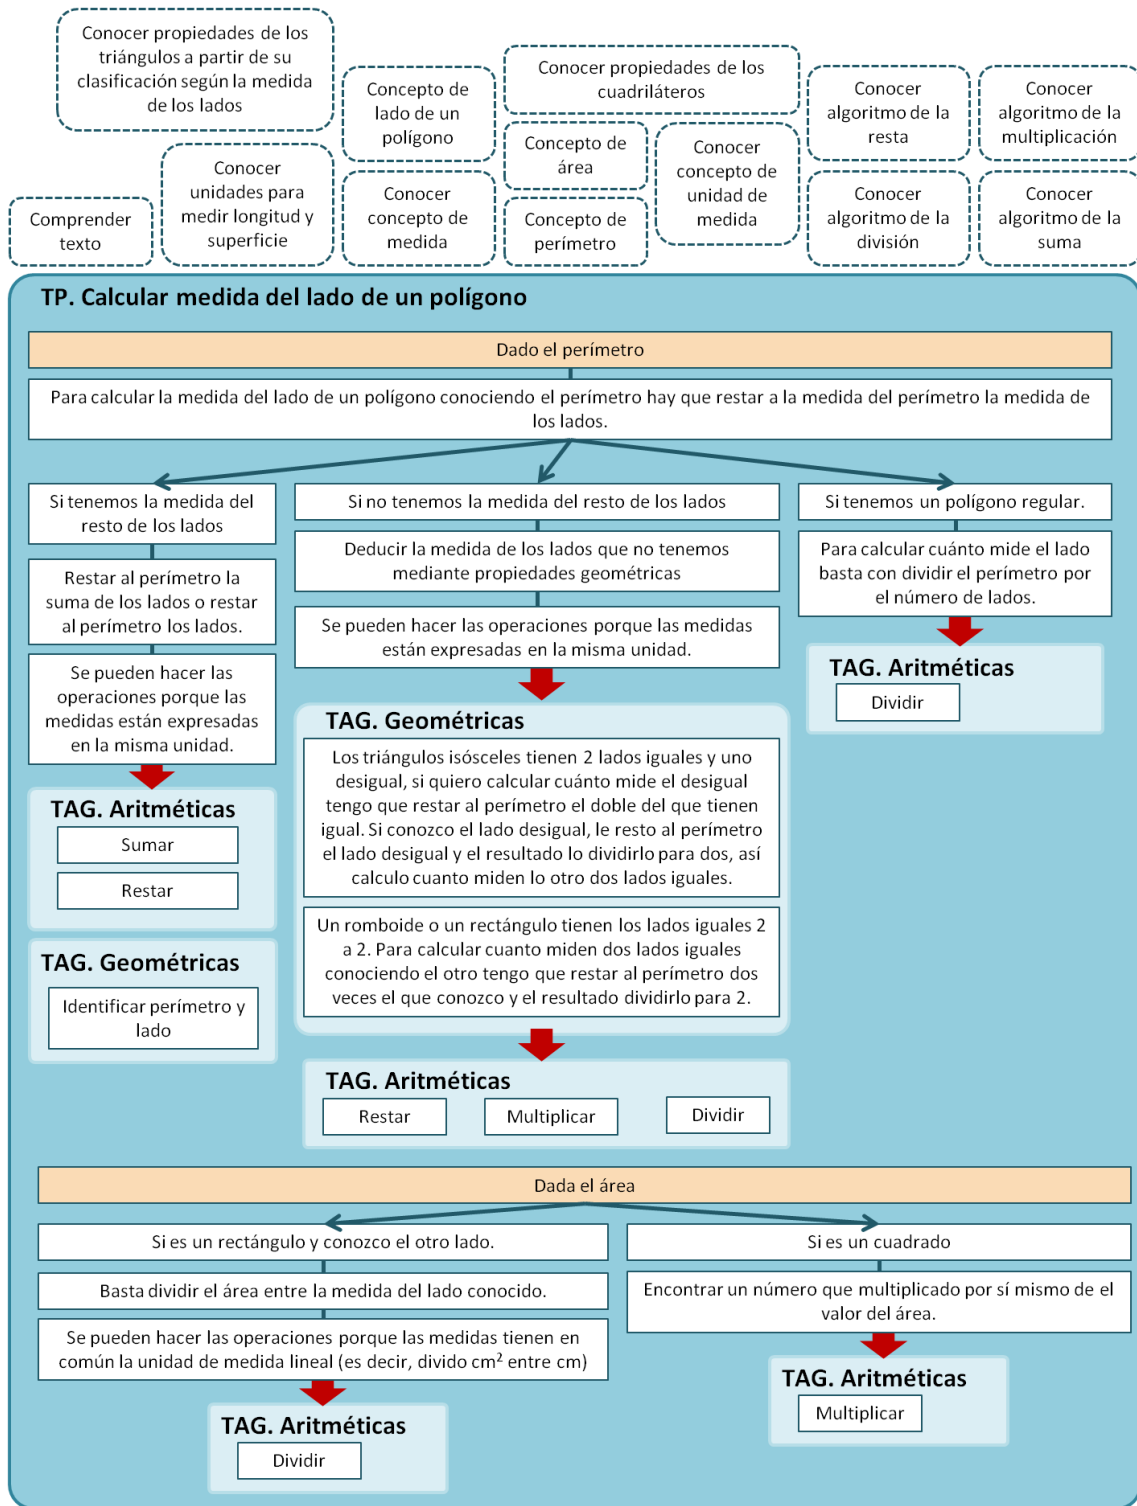 Conocer propiedades de los
triángulos a partir de su
clasificación según la medida
de los lados
Concepto de
lado de un
polígono
Conocer propiedades de los
cuadriláteros
Conocer
algoritmo de la
resta
Conocer
algoritmo de la
multiplicación
Comprender
texto
Conocer
unidades para
medir longitud y
superficie
Conocer
concepto de
medida
Concepto de
área
Concepto de
perímetro
Conocer
concepto de
unidad de
medida
Conocer
algoritmo de la
división
Conocer
algoritmo de la
suma
TP. Calcular medida del lado de un polígono
Dado el perímetro
Para calcular la medida del lado de un polígono conociendo el perímetro hay que restar a la medida del perímetro la medida de
los lados.
Si tenemos la medida del
resto de los lados
Restar al perímetro la
suma de los lados o restar
al perímetro los lados.
Se pueden hacer las
operaciones porque las
medidas están expresadas
en la misma unidad.
TAG. Aritméticas
Sumar
Restar
TAG. Geométricas
Identificar perímetro y
lado
Si no tenemos la medida del resto de los lados
Deducir la medida de los lados que no tenemos
mediante propiedades geométricas
Se pueden hacer las operaciones porque las medidas
están expresadas en la misma unidad.
TAG. Geométricas
Los triángulos isósceles tienen 2 lados iguales y uno
desigual, si quiero calcular cuánto mide el desigual
tengo que restar al perímetro el doble del que tienen
igual. Si conozco el lado desigual, le resto al perímetro
el lado desigual y el resultado lo dividirlo para dos, así
calculo cuanto miden lo otro dos lados iguales.
Un romboide o un rectángulo tienen los lados iguales 2
a 2. Para calcular cuanto miden dos lados iguales
conociendo el otro tengo que restar al perímetro dos
veces el que conozco y el resultado dividirlo para 2.
TAG. Aritméticas
Restar
Multiplicar
Dividir
Si tenemos un polígono regular.
Para calcular cuánto mide el lado
basta con dividir el perímetro por
el número de lados.
TAG. Aritméticas
Dividir
Dada el área
Si es un rectángulo y conozco el otro lado.
Basta dividir el área entre la medida del lado conocido.
Se pueden hacer las operaciones porque las medidas tienen en
común la unidad de medida lineal (es decir, divido cm² entre cm)
TAG. Aritméticas
Dividir
Si es un cuadrado
Encontrar un número que multiplicado por sí mismo de el
valor del área.
TAG. Aritméticas
Multiplicar